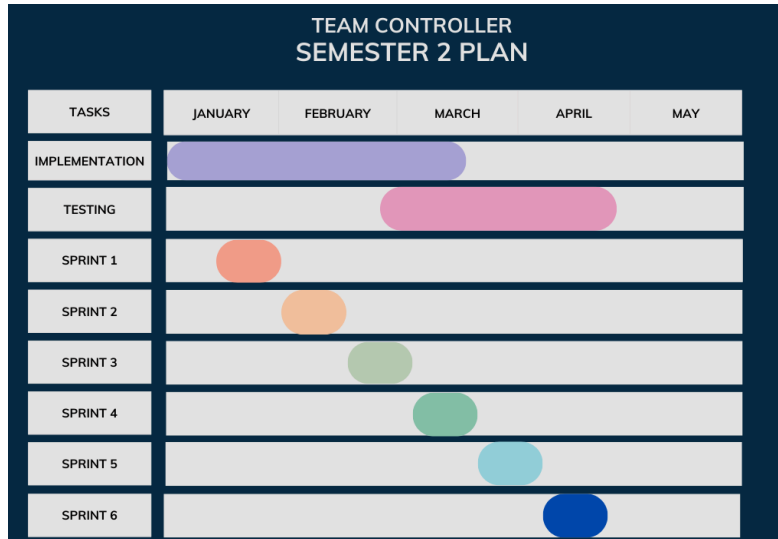 TEAM CONTROLLER
SEMESTER 2 PLAN
TASKS JANUARY FEBRUARY MARCH APRIL MAY
IMPLEMENTATION
TESTING
SPRINT 1
SPRINT 2
SPRINT 3
SPRINT 4
SPRINT 5
SPRINT 6